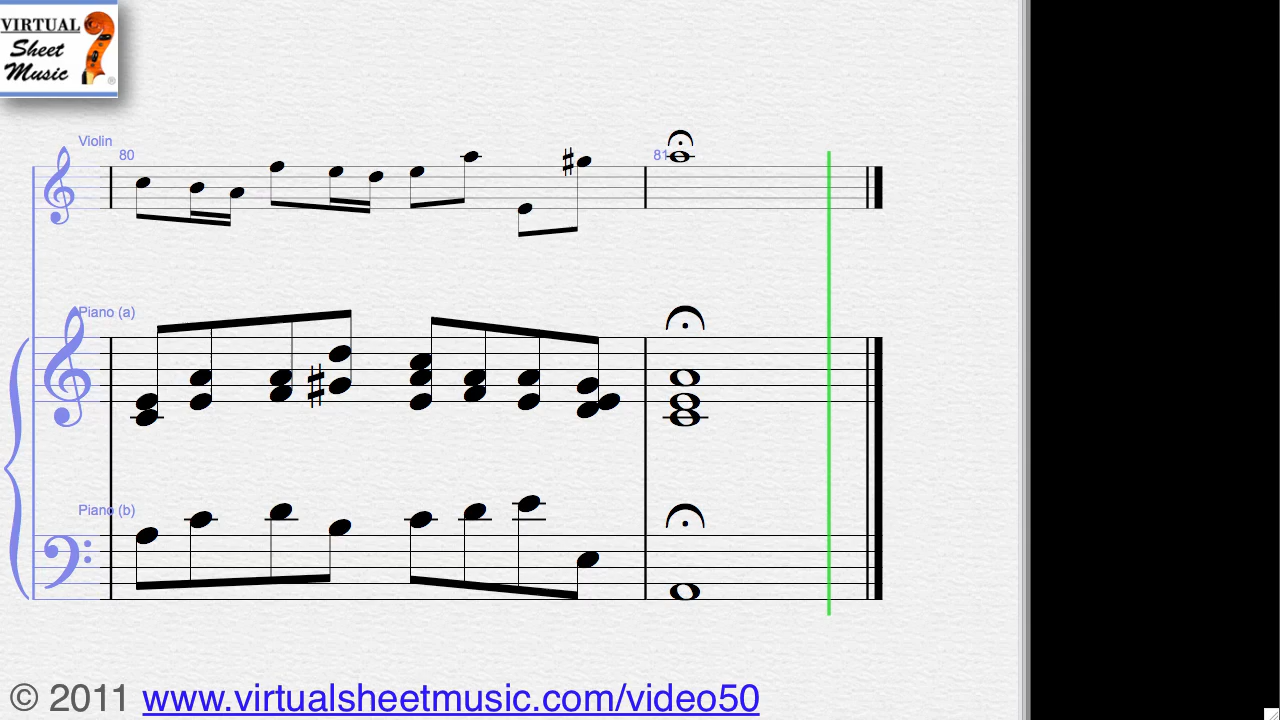 VIRTUAL
Sheet
Music
®
Violin
80
81
Piano (a)
Piano (b)
© 2011 www.virtualsheetmusic.com/video50